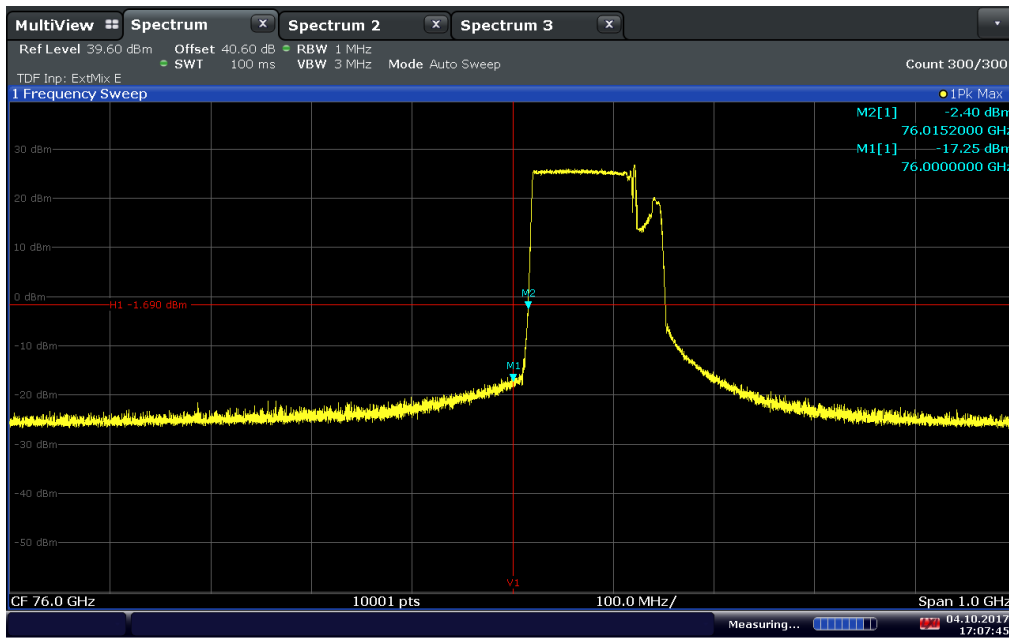 MultiView Spectrum X Spectrum 2 X Spectrum 3 X
Ref Level 39.60 dBm Offset 40.60 dB RBW 1 MHz
SWT 100 ms VBW 3 MHz Mode Auto Sweep Count 300/300
TDF Inp: ExtMix E
1 Frequency Sweep 1Pk Max
M2[1] -2.40 dBm
76.0152000 GHz
30 dBm M1[1] -17.25 dBm
76.0000000 GHz
20 dBm
10 dBm
0 dBm M2
H1 -1.690 dBm
-10 dBm
M1
-20 dBm
-30 dBm
-40 dBm
-50 dBm
V1
CF 76.0 GHz 10001 pts 100.0 MHz/ Span 1.0 GHz
Measuring... 04.10.2017
17:07:45